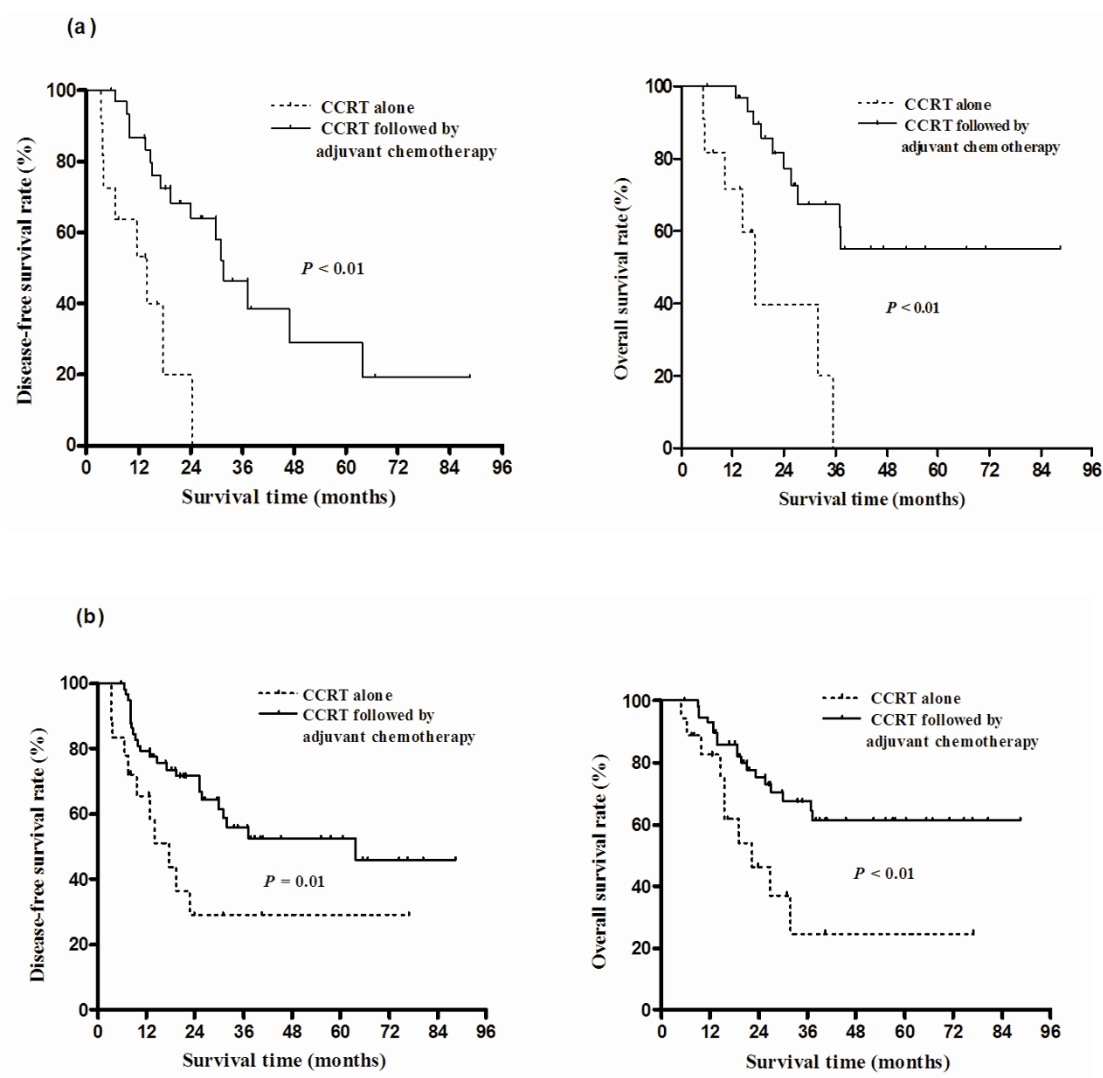 (a)
CCRT alone
CCRT followed by
adjuvant chemotherapy
P < 0.01
Disease-free survival rate (%)
100
80
60
40
20
0
0 12 24 36 48 60 72 84 96
Survival time (months)
CCRT alone
CCRT followed by
adjuvant chemotherapy
P < 0.01
Overall survival rate (%)
100
80
60
40
20
0
0 12 24 36 48 60 72 84 96
Survival time (months)
(b)
CCRT alone
CCRT followed by
adjuvant chemotherapy
P = 0.01
Disease-free survival rate (%)
100
80
60
40
20
0
0 12 24 36 48 60 72 84 96
Survival time (months)
CCRT alone
CCRT followed by
adjuvant chemotherapy
P < 0.01
Overall survival rate (%)
100
80
60
40
20
0
0 12 24 36 48 60 72 84 96
Survival time (months)